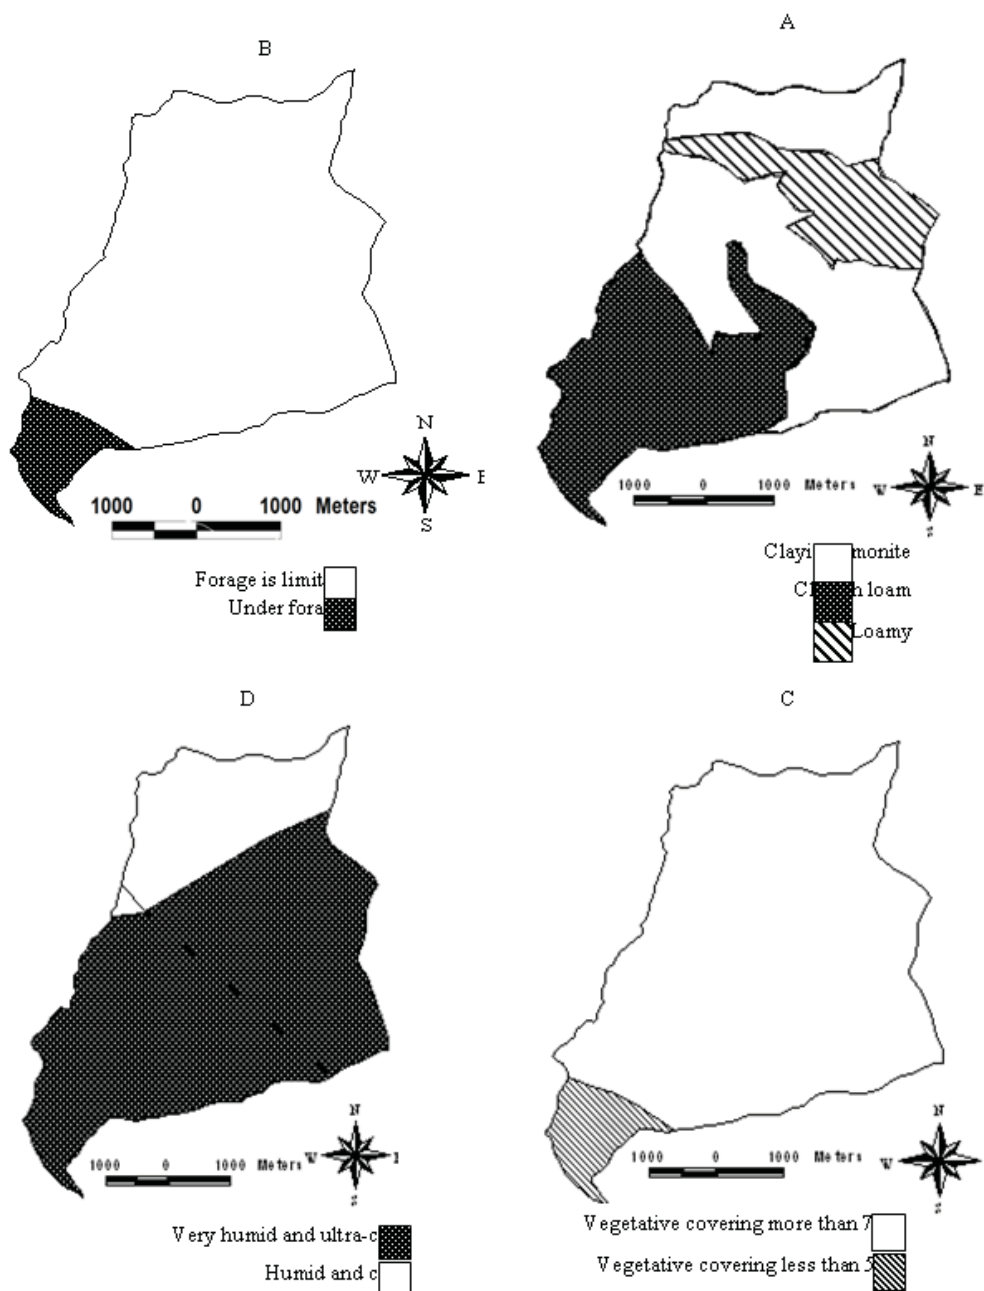 B
A
N
W E
S
1000 0 1000 Meters
N
W E
S
1000 0 1000 Meters
Forage is limit
Under fora
Clayi monite
Cl h loam
Loamy
D
C
N
W
S
1000 0 1000 Meters
N
W
S
1000 0 1000 Meters
Very humid and ultra-c
Humid and c
Vegetative covering more than 7
Vegetative covering less than 5